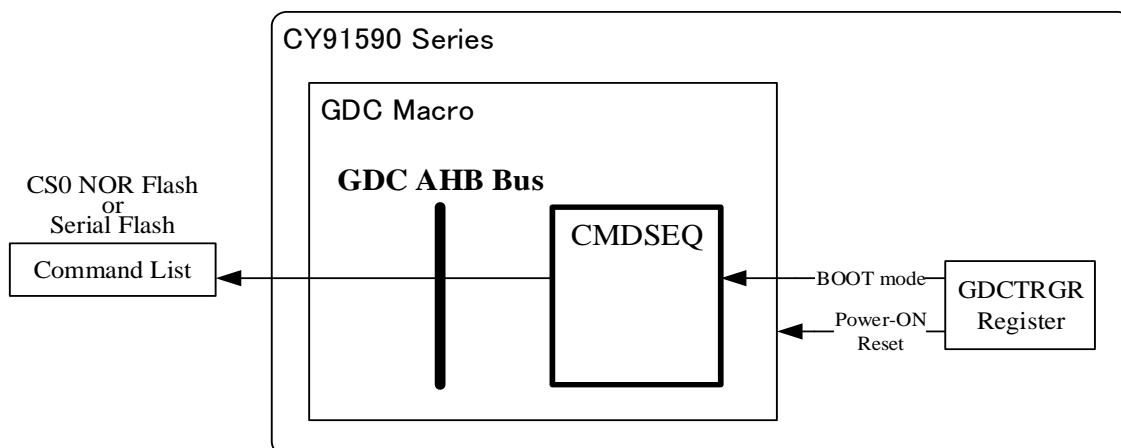 CY91590 Series
GDC Macro
GDC AHB Bus
CS0 NOR Flash
or
Serial Flash
Command List
CMDSEQ
BOOT mode
Power-ON
Reset
GDCTRGR
Register